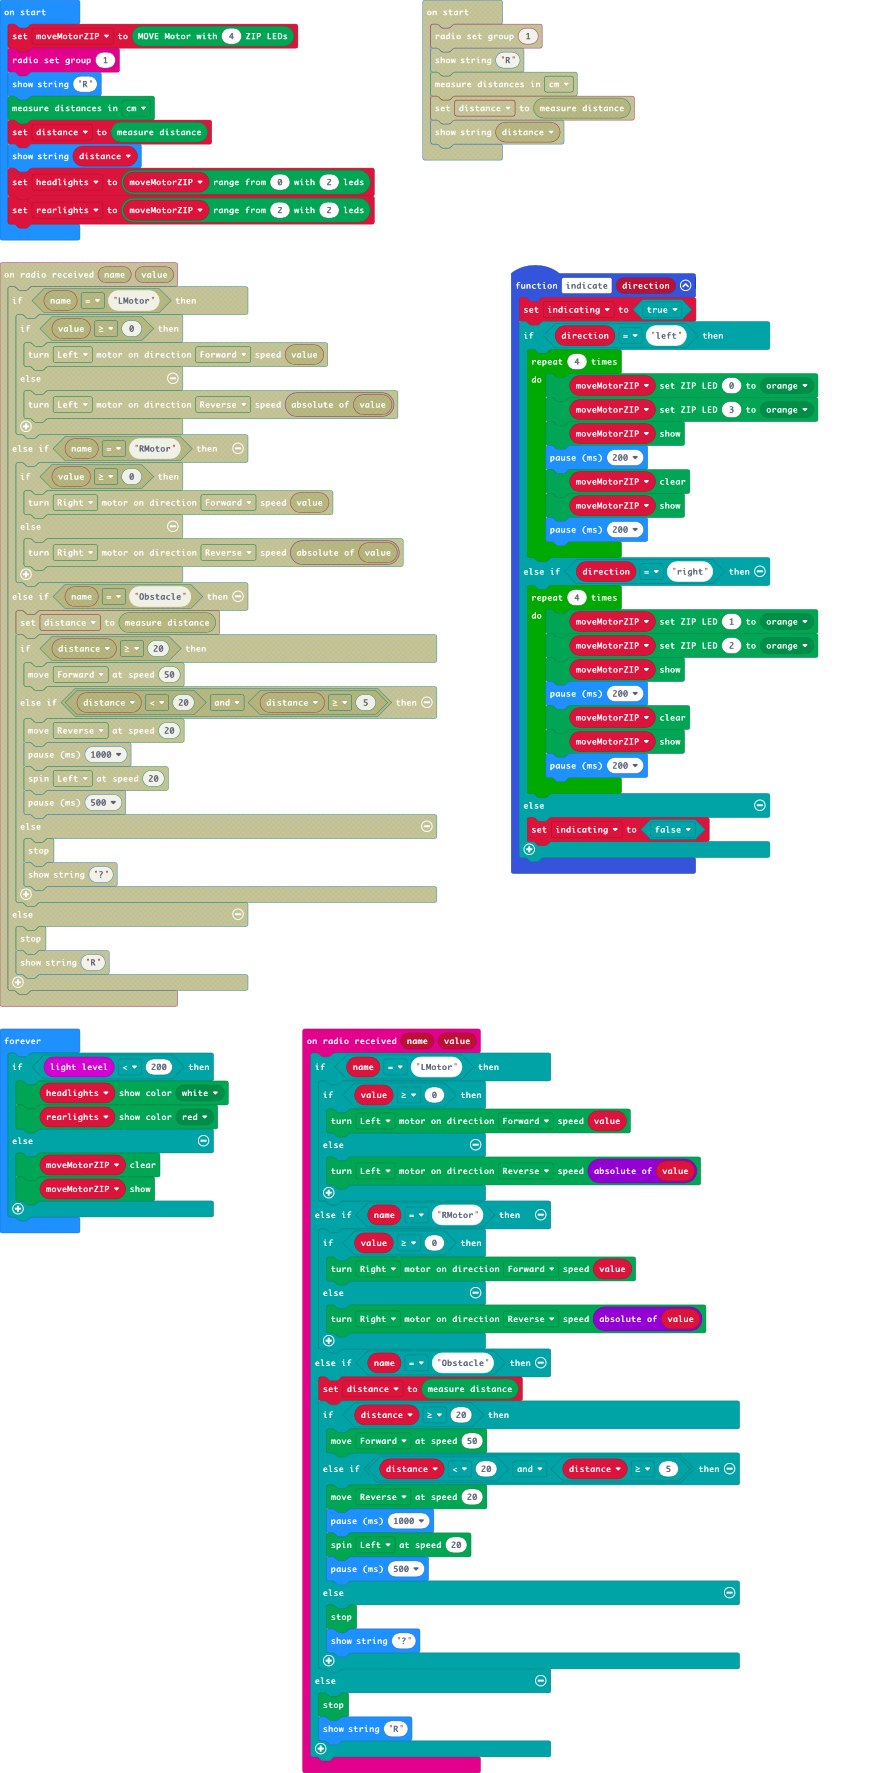 on start
set moveMotorZIP to MOVE Motor with 4 ZIP LEDs
radio set group 1
show string "R"
measure distances in cm
set distance to measure distance
show string distance
set headlights to moveMotorZIP range from 0 with 2 leds
set rearlights to moveMotorZIP range from 2 with 2 leds
on start
radio set group 1
show string "R"
measure distances in cm
set distance to measure distance
show string distance
on radio received name value
if name = "LMotor" then
if value ≥ 0 then
turn Left motor on direction Forward speed value
else
turn Left motor on direction Reverse speed absolute of value
else if name = "RMotor" then
if value ≥ 0 then
turn Right motor on direction Forward speed value
else
turn Right motor on direction Reverse speed absolute of value
else if name = "Obstacle" then
set distance to measure distance
if distance ≥ 20 then
move Forward at speed 50
else if distance < 20 and distance ≥ 5 then
move Reverse at speed 20
pause (ms) 1000
spin Left at speed 20
pause (ms) 500
else
stop
show string "?"
else
stop
show string "R"
function indicate direction
set indicating to true
if direction = "left" then
repeat 4 times
do moveMotorZIP set ZIP LED 0 to orange
moveMotorZIP set ZIP LED 3 to orange
moveMotorZIP show
pause (ms) 200
moveMotorZIP clear
moveMotorZIP show
pause (ms) 200
else if direction = "right" then
repeat 4 times
do moveMotorZIP set ZIP LED 1 to orange
moveMotorZIP set ZIP LED 2 to orange
moveMotorZIP show
pause (ms) 200
moveMotorZIP clear
moveMotorZIP show
pause (ms) 200
else
set indicating to false
forever
if light level < 200 then
headlights show color white
rearlights show color red
else
moveMotorZIP clear
moveMotorZIP show
on radio received name value
if name = "LMotor" then
if value ≥ 0 then
turn Left motor on direction Forward speed value
else
turn Left motor on direction Reverse speed absolute of value
else if name = "RMotor" then
if value ≥ 0 then
turn Right motor on direction Forward speed value
else
turn Right motor on direction Reverse speed absolute of value
else if name = "Obstacle" then
set distance to measure distance
if distance ≥ 20 then
move Forward at speed 50
else if distance < 20 and distance ≥ 5 then
move Reverse at speed 20
pause (ms) 1000
spin Left at speed 20
pause (ms) 500
else
stop
show string "?"
else
stop
show string "R"